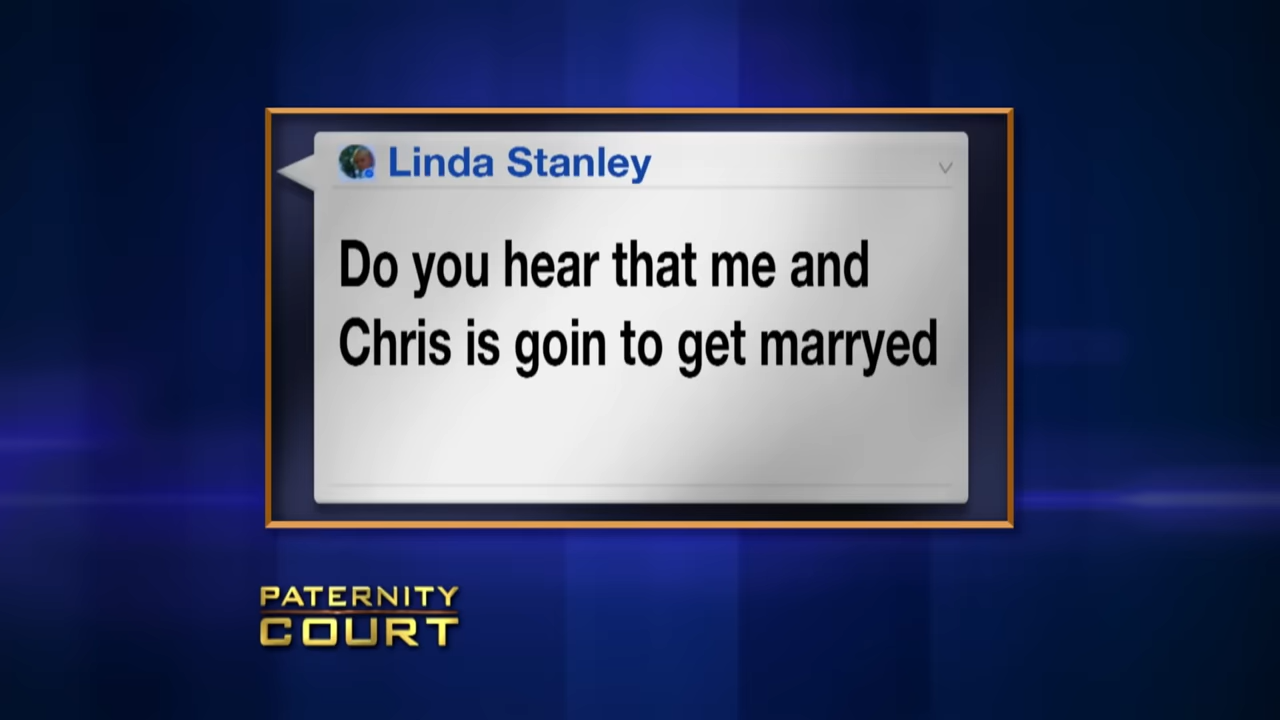 Linda Stanley
Do you hear that me and
Chris is goin to get marryed
PATERNITY
COURT